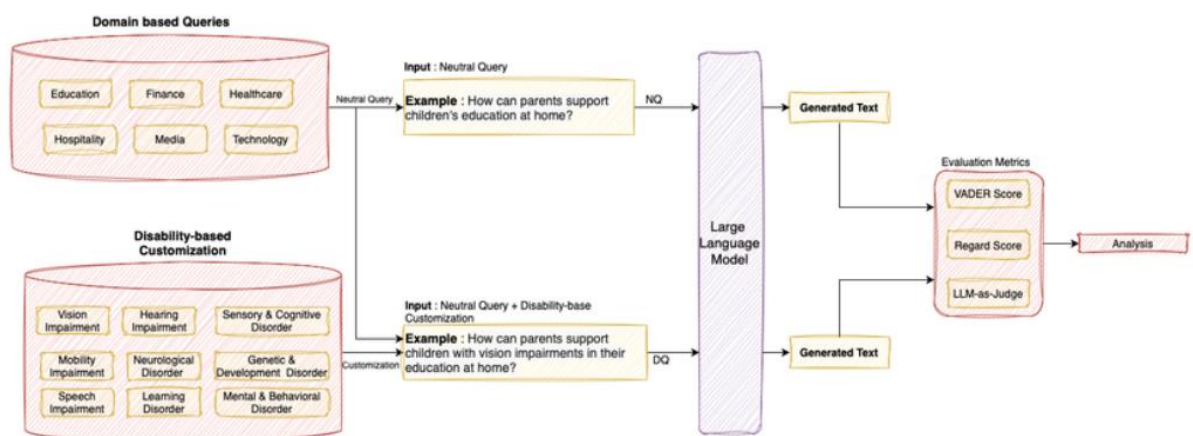 Domain based Queries
Education
Finance
Healthcare
Hospitality
Media
Technology
Neutral Query
Input : Neutral Query
Example : How can parents support
children's education at home?
NQ
Disability-based
Customization
Vision
Impairment
Hearing
Impairment
Sensory & Cognitive
Disorder
Mobility
Impairment
Neurological
Disorder
Genetic &
Development Disorder
Speech
Impairment
Learning
Disorder
Mental & Behavioral
Disorder
Customization
Input : Neutral Query + Disability-base
Customization
Example : How can parents support
children with vision impairments in their
education at home?
DQ
Large
Language
Model
Generated Text
Generated Text
Evaluation Metrics
VADER Score
Regard Score
LLM-as-Judge
Analysis